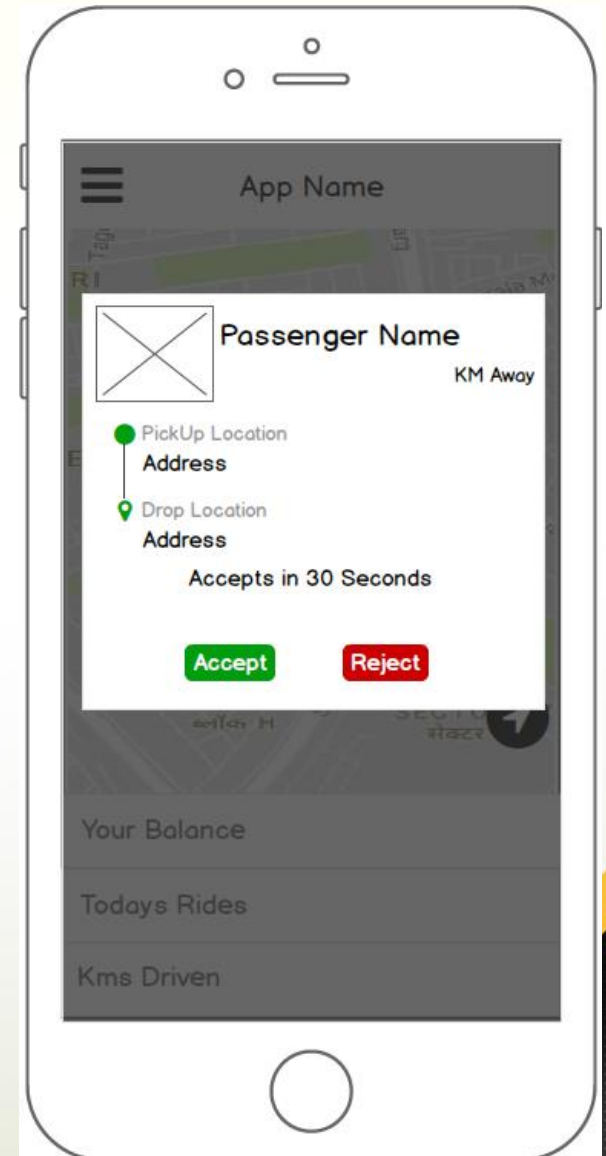 App Name
Passenger Name
KM Away
PickUp Location
Address
Drop Location
Address
Accepts in 30 Seconds
Accept
Reject
ब्लॉक H
सेक्टर
Your Balance
Todays Rides
Kms Driven